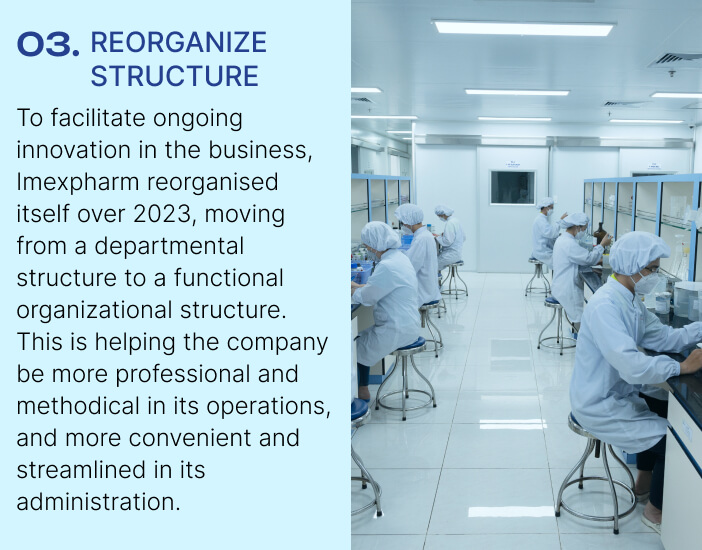 03. REORGANIZE
STRUCTURE
To facilitate ongoing
innovation in the business,
Imexpharm reorganised
itself over 2023, moving
from a departmental
structure to a functional
organizational structure.
This is helping the company
be more professional and
methodical in its operations,
and more convenient and
streamlined in its
administration.